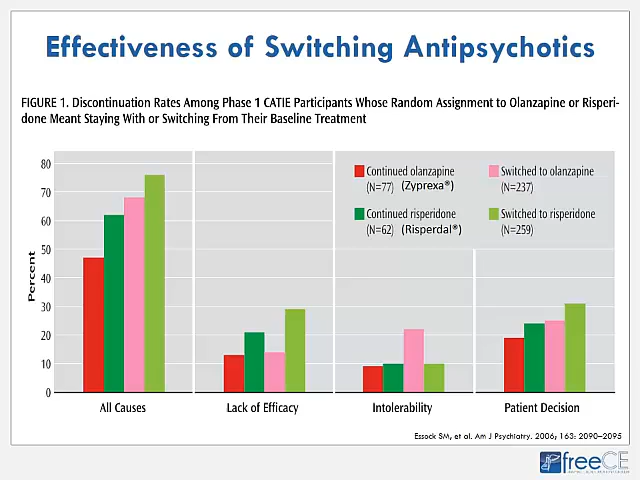 Effectiveness of Switching Antipsychotics
FIGURE 1. Discontinuation Rates Among Phase 1 CATIE Participants Whose Random Assignment to Olanzapine or Risperi-
done Meant Staying With or Switching From Their Baseline Treatment
Percent
80
70
60
50
40
30
20
10
0
Continued olanzapine
(N=77) (Zyprexa®)
Switched to olanzapine
(N=237)
Continued risperidone
(N=62) (Risperdal®)
Switched to risperidone
(N=259)
All Causes
Lack of Efficacy
Intolerability
Patient Decision
Essock SM, et al. Am J Psychiatry. 2006; 163: 2090–2095
freeCE